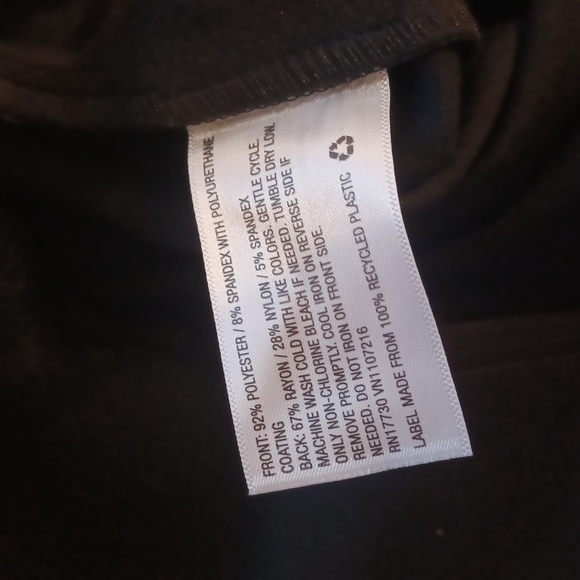 FRONT: 92% POLYESTER / 8% SPANDEX WITH POLYURETHANE
COATING
BACK: 67% RAYON / 28% NYLON / 5% SPANDEX
MACHINE WASH COLD WITH LIKE COLORS. GENTLE CYCLE.
ONLY NON-CHLORINE BLEACH IF NEEDED. TUMBLE DRY LOW.
REMOVE PROMPTLY. COOL IRON ON REVERSE SIDE IF
NEEDED. DO NOT IRON ON FRONT SIDE.
RN17730 VN1107216
LABEL MADE FROM 100% RECYCLED PLASTIC